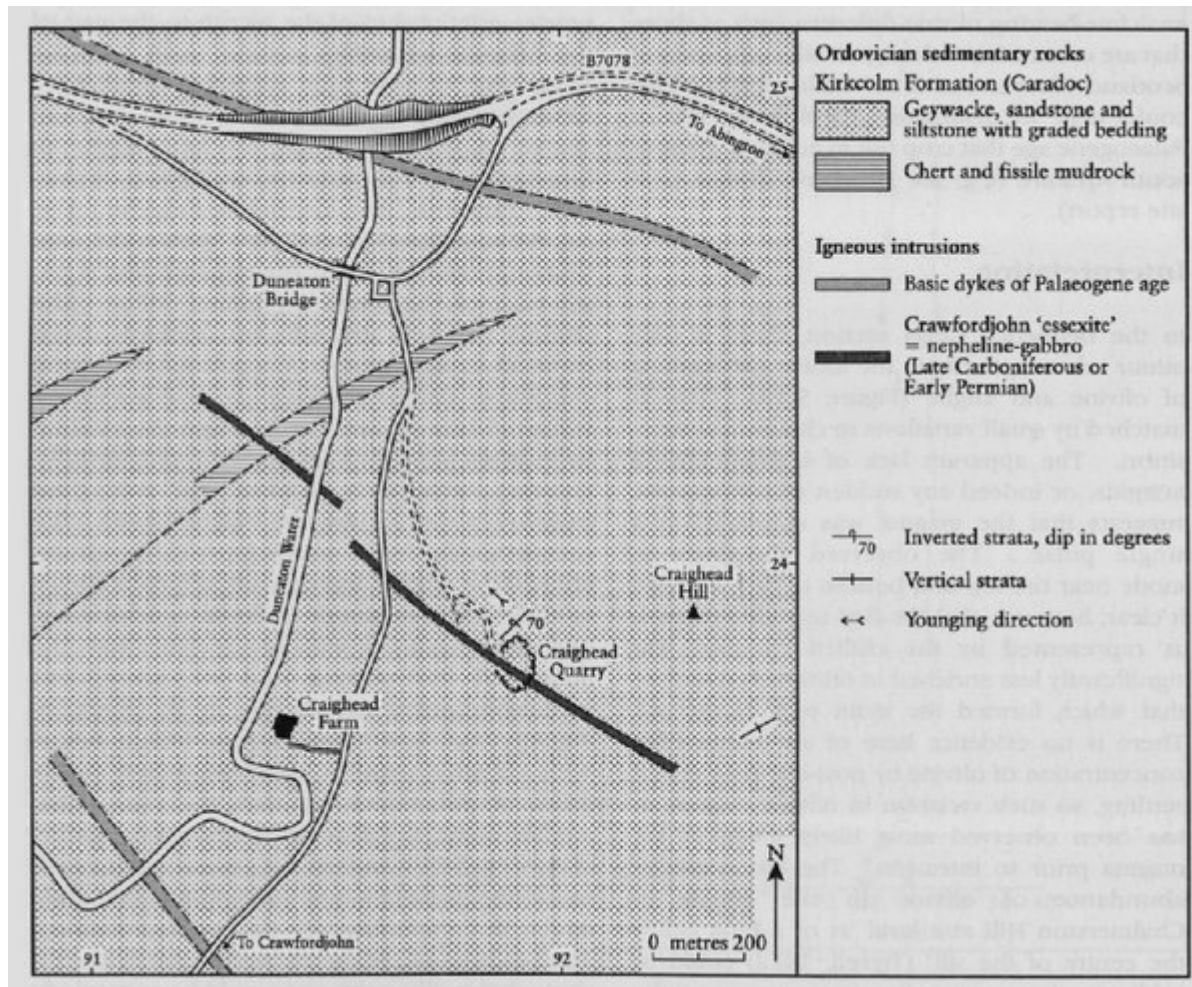 B7078
25
To Abington
Duneaton
Bridge
Duneaton Water
24
Craighead
Hill
70
Craighead
Quarry
Craighead
Farm
N
To Crawfordjohn
0 metres 200
91
92
Ordovician sedimentary rocks
Kirkcolm Formation (Caradoc)
Geywacke, sandstone and
siltstone with graded bedding
Chert and fissile mudrock
Igneous intrusions
Basic dykes of Palaeogene age
Crawfordjohn 'essexite'
= nepheline-gabbro
(Late Carboniferous or
Early Permian)
70
Inverted strata, dip in degrees
Vertical strata
Younging direction